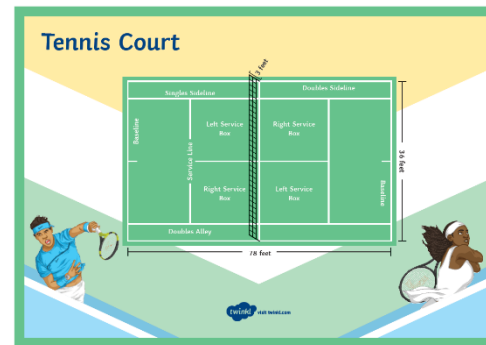 Tennis Court
3 feet
Singles Sideline
Doubles Sideline
Baseline
Service Line
Left Service
Box
Right Service
Box
Right Service
Box
Left Service
Box
Baseline
36 feet
Doubles Alley
78 feet
twinkl
visit twinkl.com